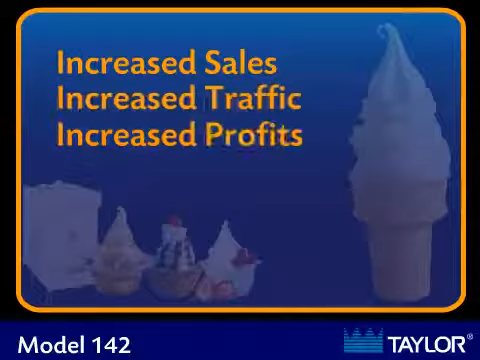 Increased Sales
Increased Traffic
Increased Profits
Model 142
TAYLOR®